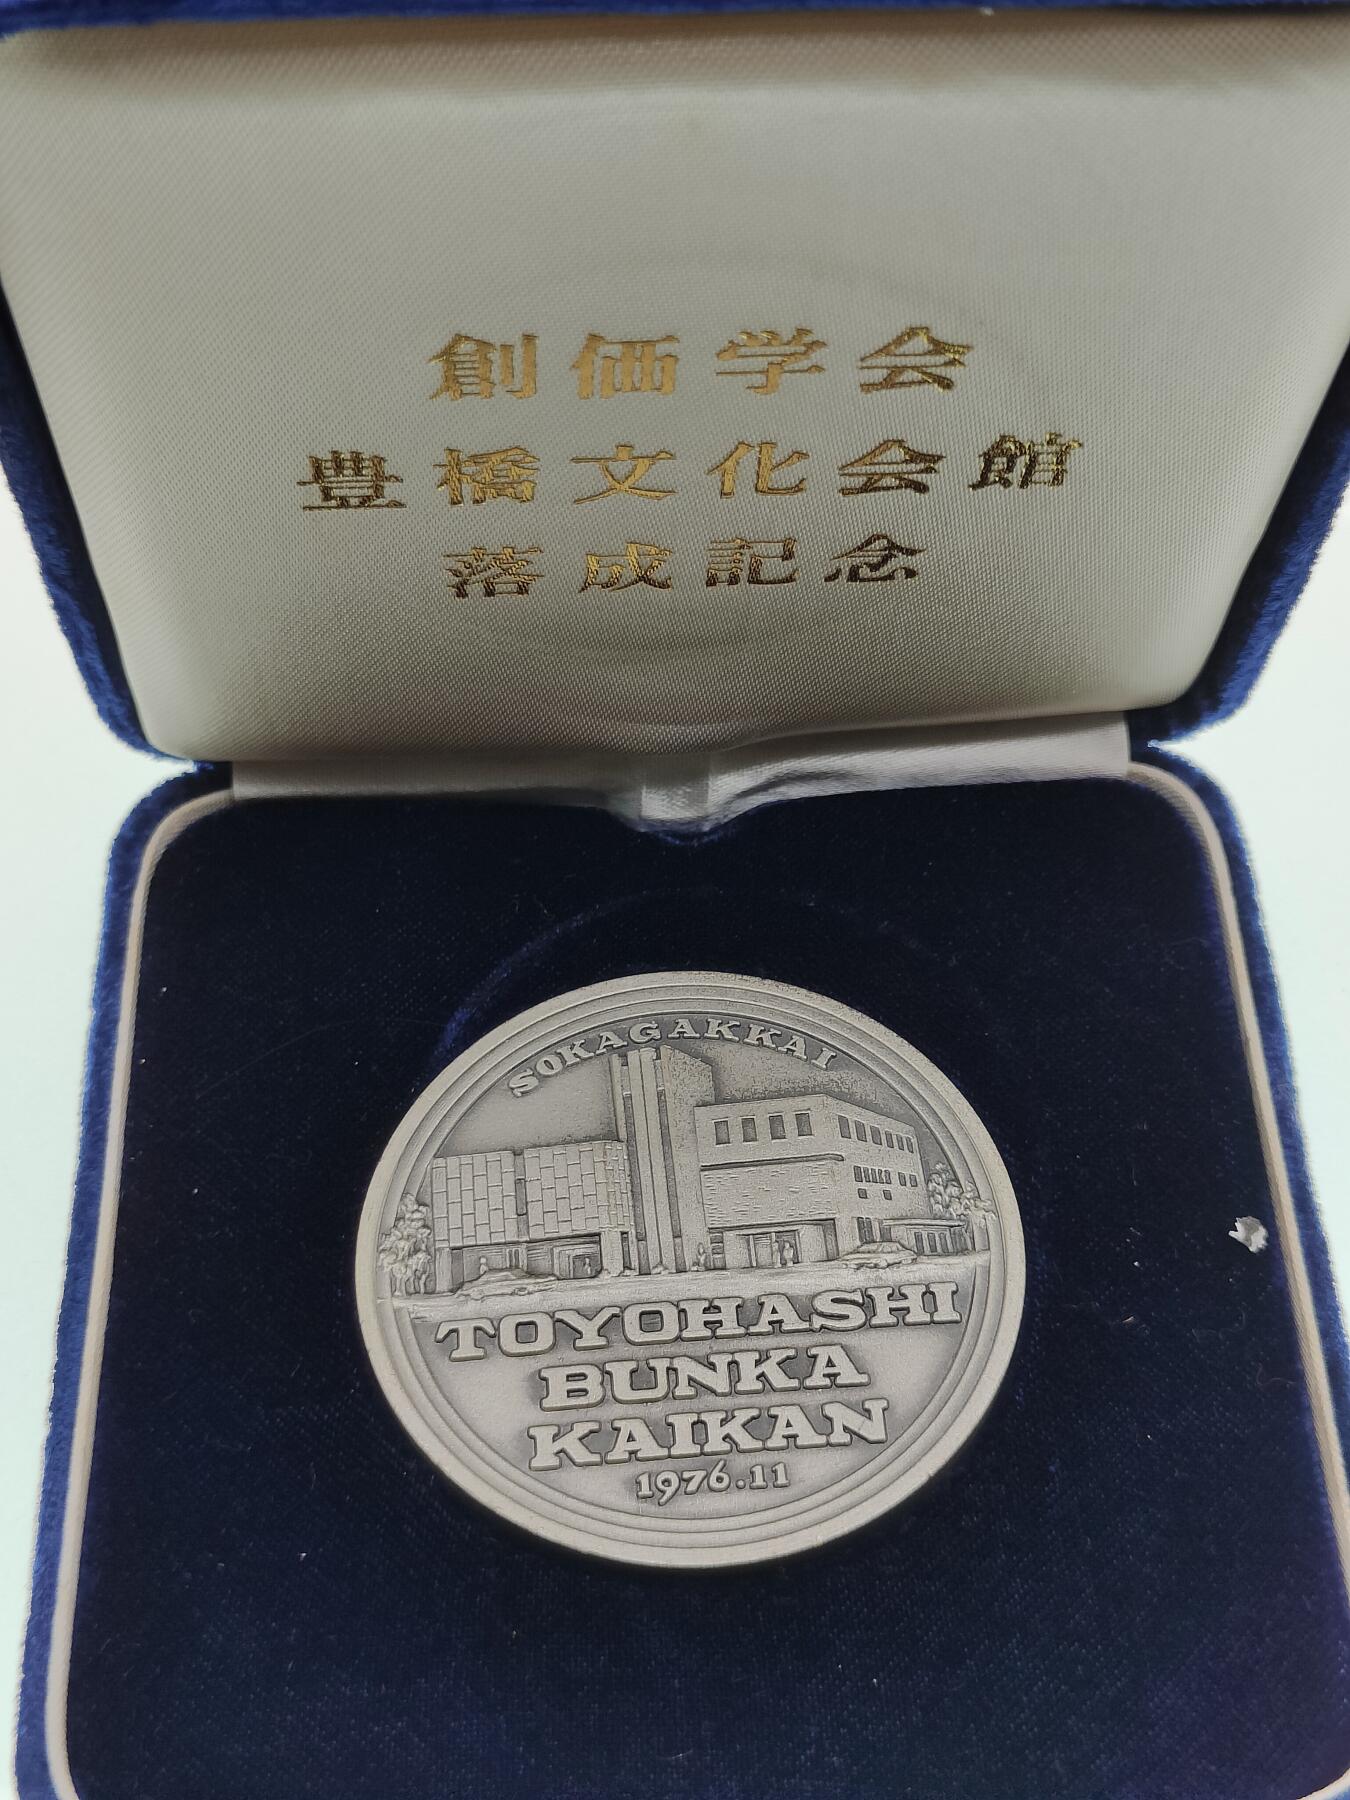 創価学会
豊橋文化会館
落成記念
SOKAGAKKAI
TOYOHASHI
BUNKA
KAIKAN
1976.11